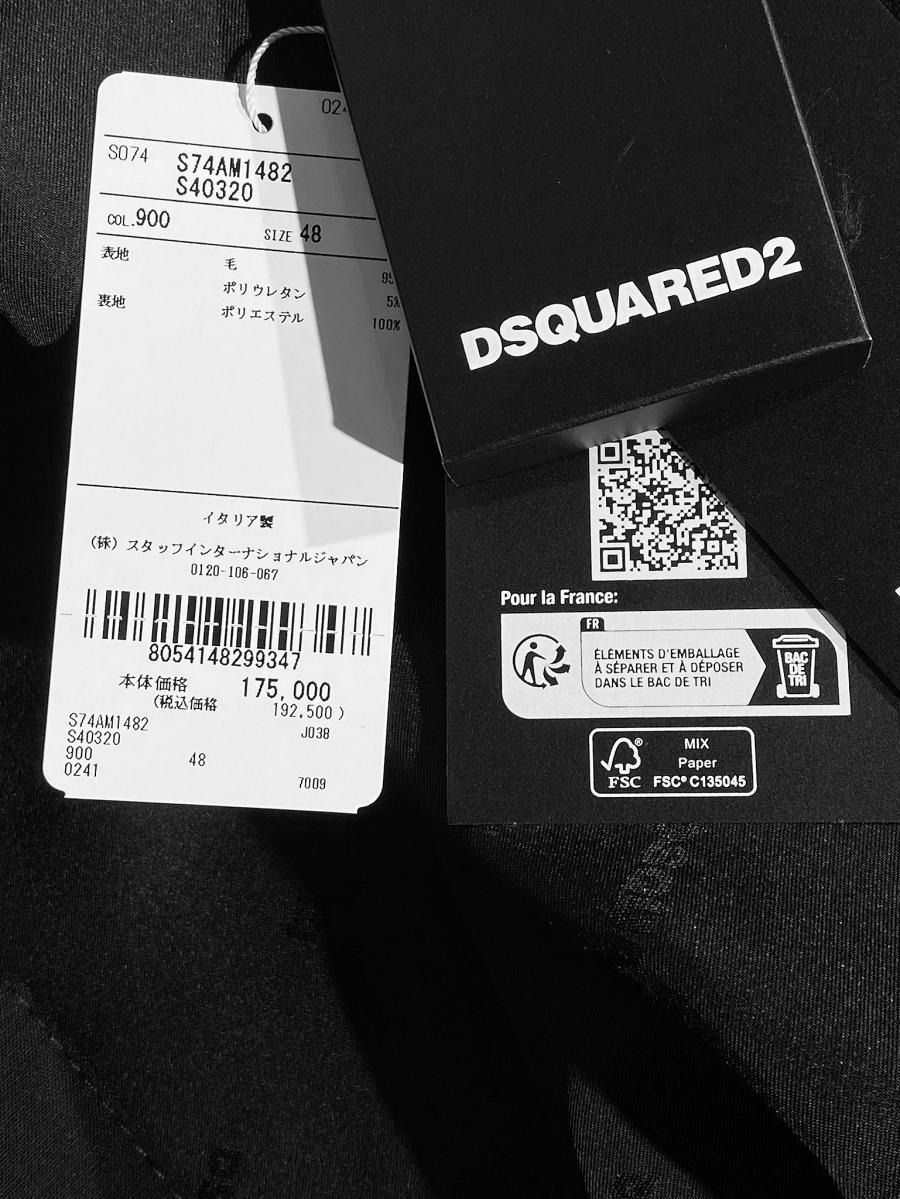 S074
S74AM1482
S40320
COL.900 SIZE 48
表地 毛
ポリウレタン 5%
裏地 ポリエステル 100%
イタリア製
(株) スタッフインターナショナルジャパン
0120-106-067
8054148299347
本体価格 175,000
(税込価格 192,500 )
S74AM1482 J038
S40320
900 48
0241 7009
DSQUARED2
Pour la France:
FR
ÉLÉMENTS D'EMBALLAGE
À SÉPARER ET À DÉPOSER
DANS LE BAC DE TRI
BAC
DE
TRI
MIX
Paper
FSC® FSC® C135045